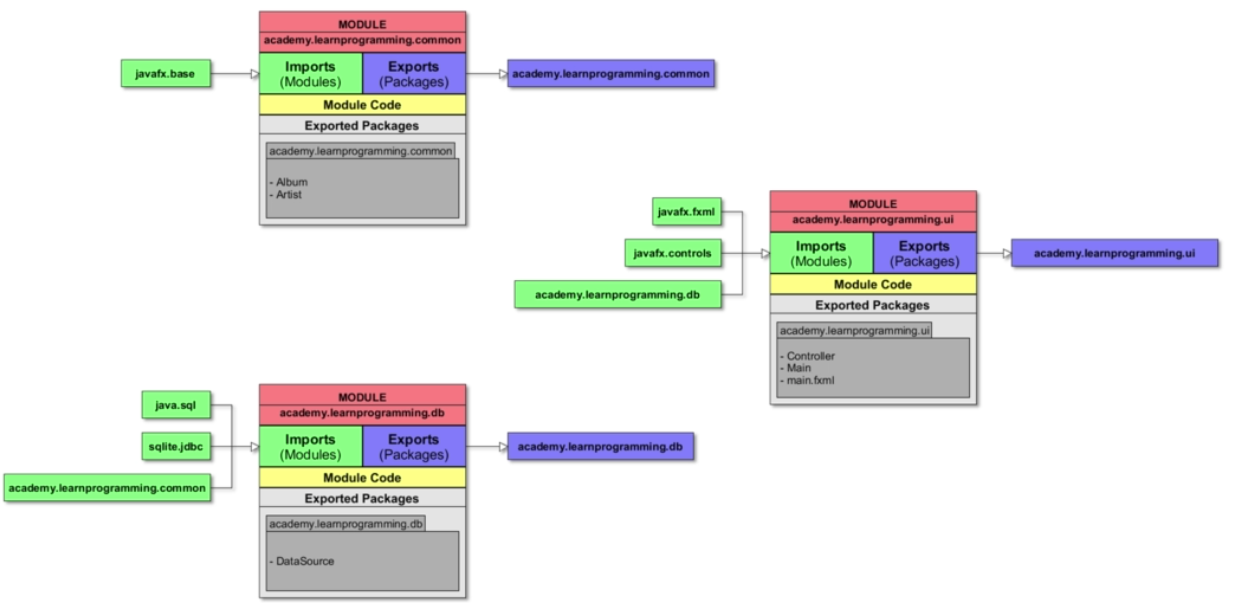 MODULE
academy.learnprogramming.common
javafx.base
Imports
(Modules)
Exports
(Packages)
academy.learnprogramming.common
Module Code
Exported Packages
academy.learnprogramming.common
- Album
- Artist
MODULE
academy.learnprogramming.ui
javafx.fxml
javafx.controls
academy.learnprogramming.db
Imports
(Modules)
Exports
(Packages)
academy.learnprogramming.ui
Module Code
Exported Packages
academy.learnprogramming.ui
- Controller
- Main
- main.fxml
MODULE
academy.learnprogramming.db
java.sql
sqlite.jdbc
academy.learnprogramming.common
Imports
(Modules)
Exports
(Packages)
academy.learnprogramming.db
Module Code
Exported Packages
academy.learnprogramming.db
- DataSource